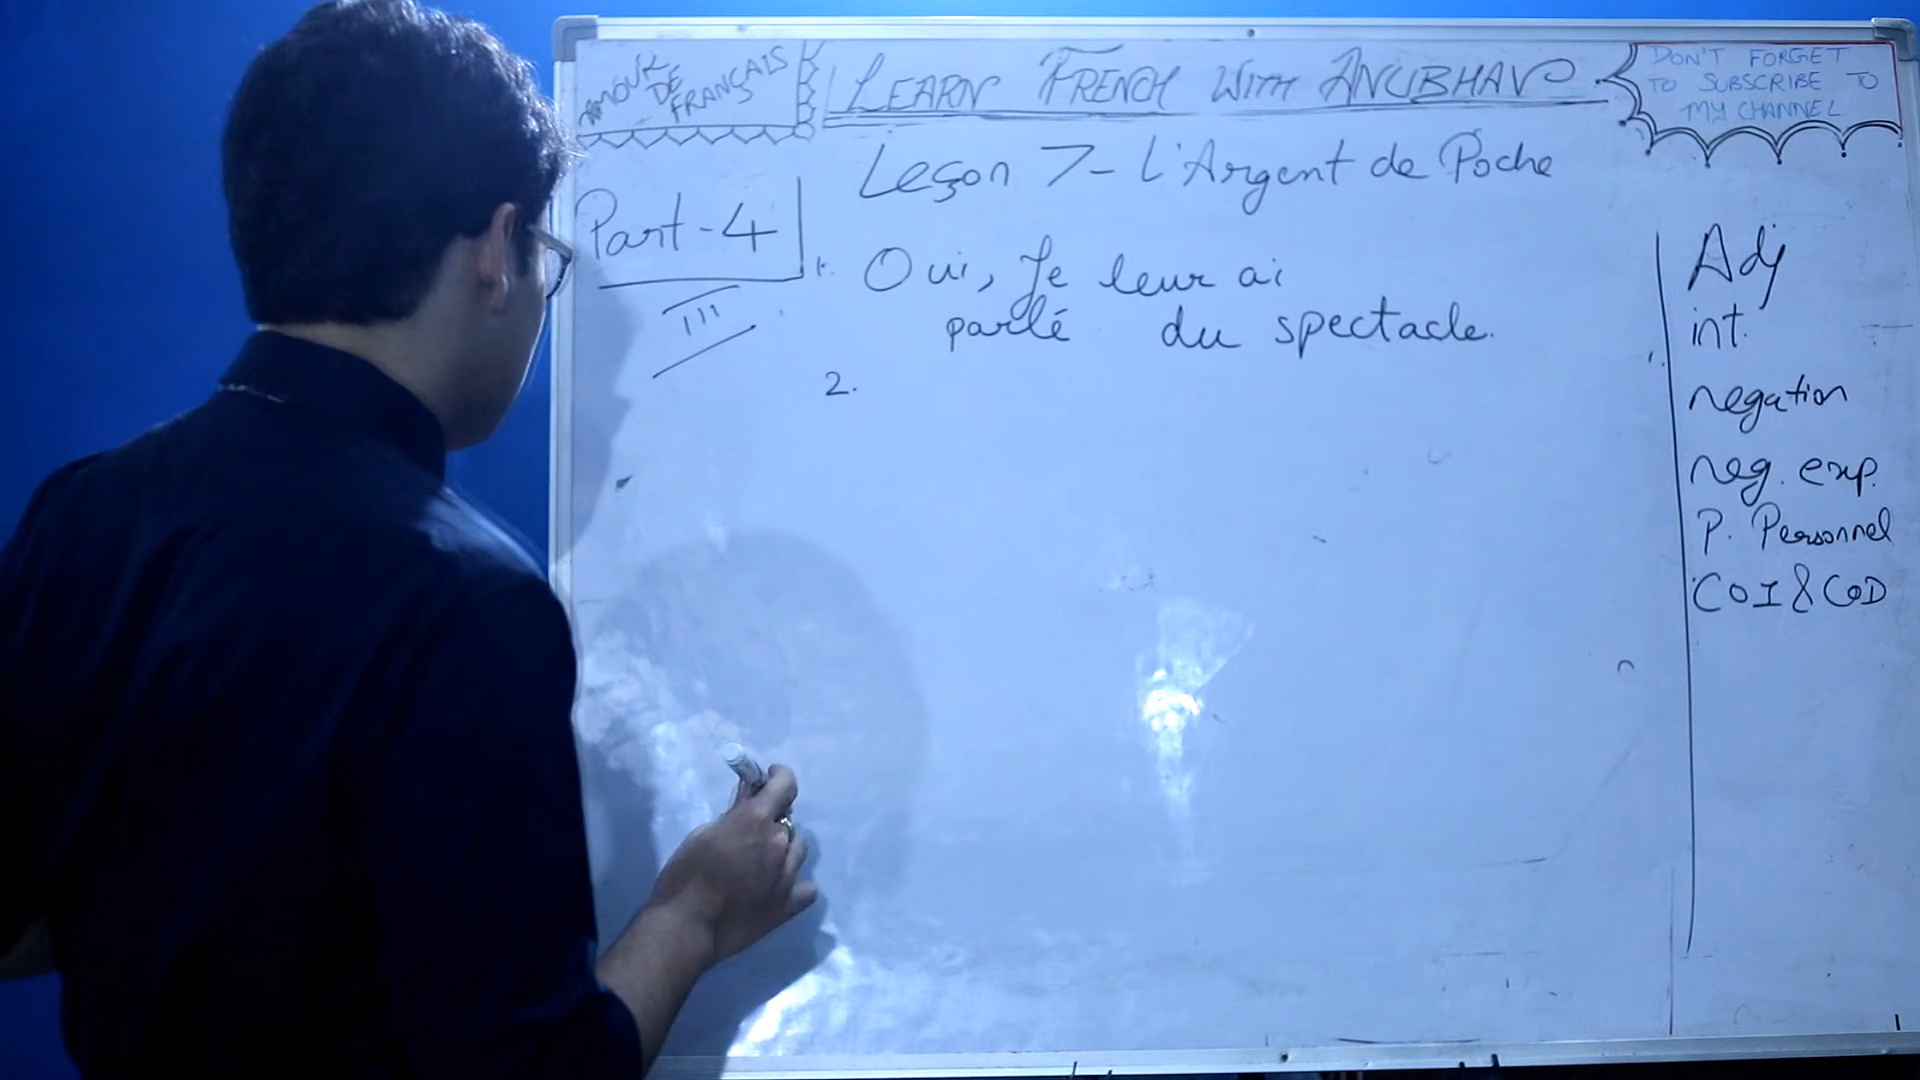 AMOUR
DE
FRANÇAIS
LEARN FRENCH WITH ANUBHAV
DON'T FORGET
TO SUBSCRIBE TO
MY CHANNEL
Leçon 7- L'Argent de Poche
Part-4
III
1. Oui, Je leur ai
parlé du spectacle.
2.
Adj
int.
negation
neg. exp.
P. Personnel
COI & COD